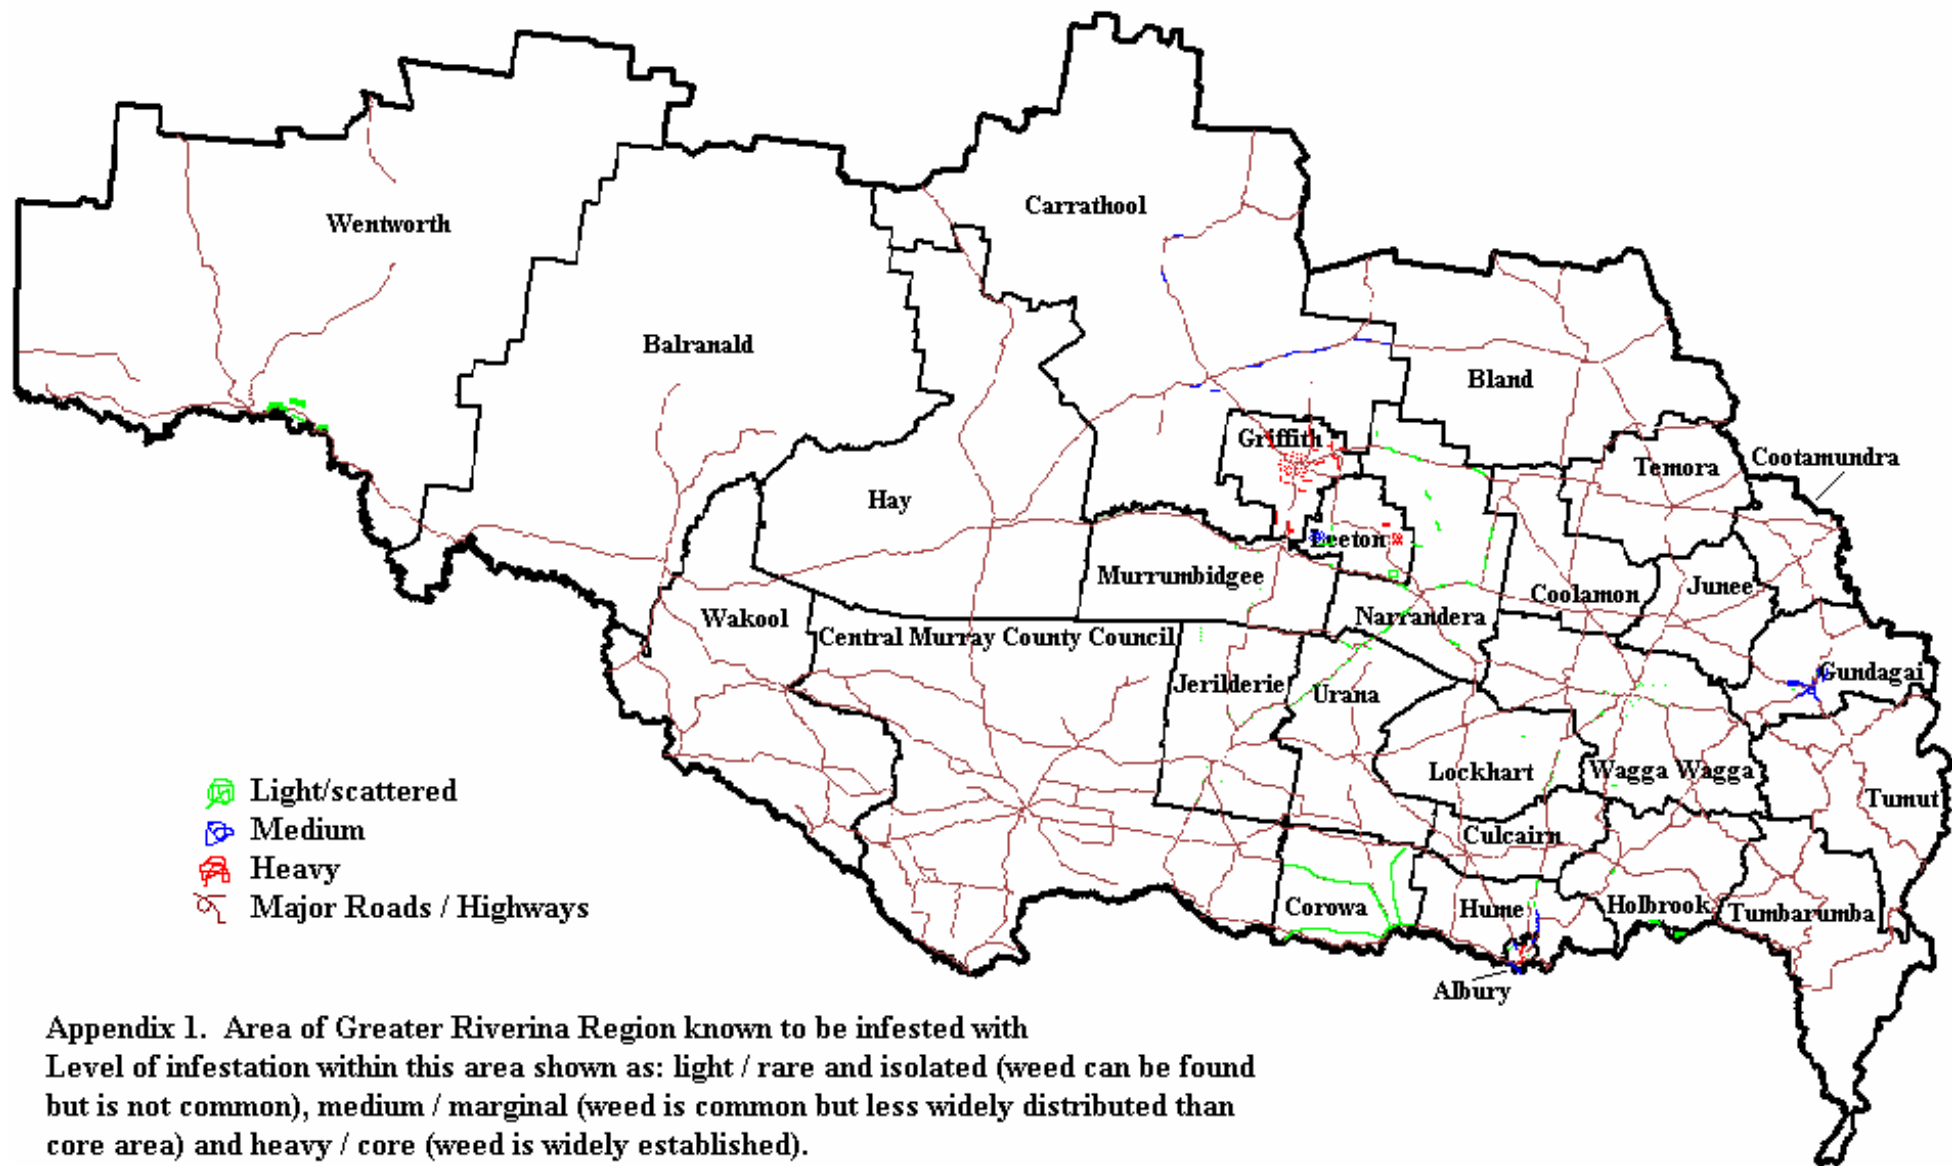 Carrathool
Wentworth
Balranald
Bland
Griffith
Temora
Cootamundra
Hay
Leeton
Murrumbidgee
Coolamon
Junee
Wakool
Narrandera
Central Murray County Council
Gundagai
Jerilderie
Urana
Lockhart
Wagga Wagga
Tumut
Culcairn
Corowa
Hume
Holbrook
Tumbarumba
Albury
Light/scattered
Medium
Heavy
Major Roads / Highways
Appendix 1. Area of Greater Riverina Region known to be infested with
Level of infestation within this area shown as: light / rare and isolated (weed can be found
but is not common), medium / marginal (weed is common but less widely distributed than
core area) and heavy / core (weed is widely established).